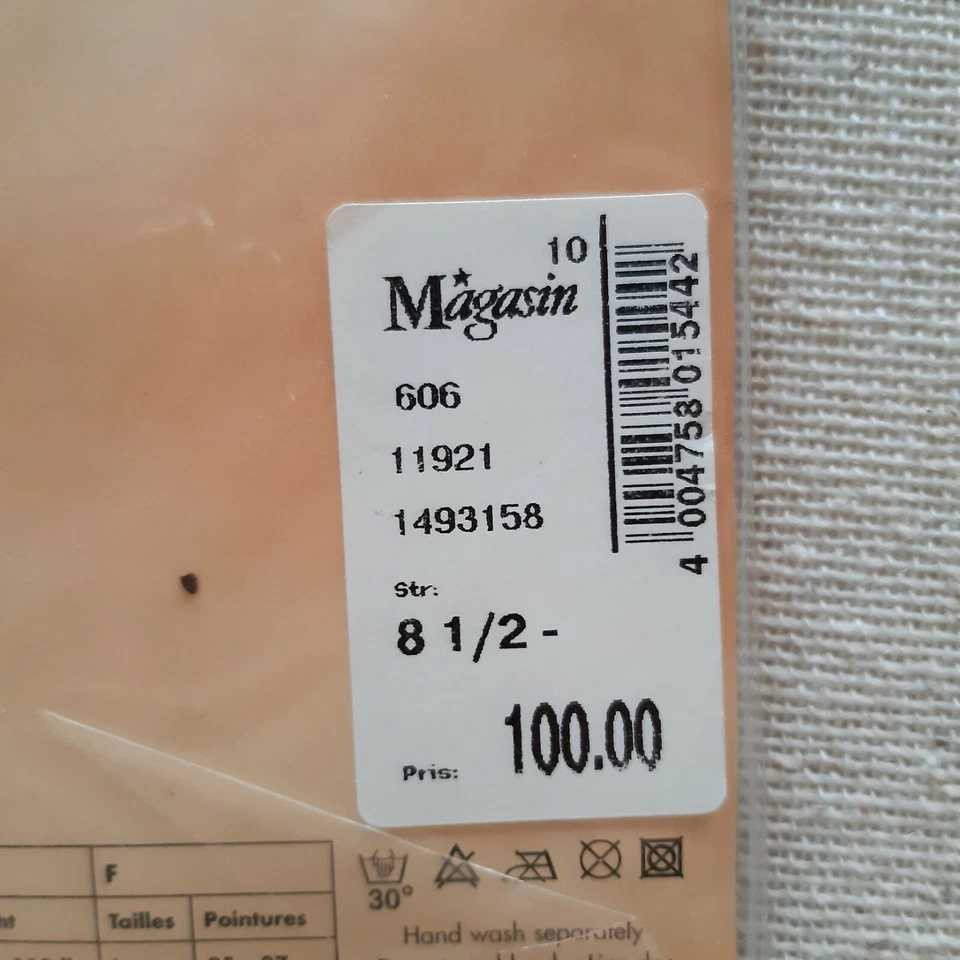 10
Magasin
606
11921
1493158
Str:
8 1/2 -
Pris: 100.00
4 004758 015442
F
Tailles Pointures
30°
Hand wash separately